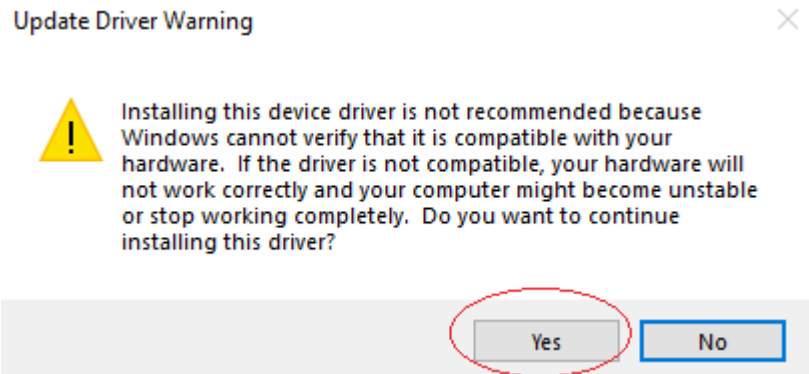 Update Driver Warning
Installing this device driver is not recommended because
Windows cannot verify that it is compatible with your
hardware.  If the driver is not compatible, your hardware will
not work correctly and your computer might become unstable
or stop working completely.  Do you want to continue
installing this driver?
Yes
No